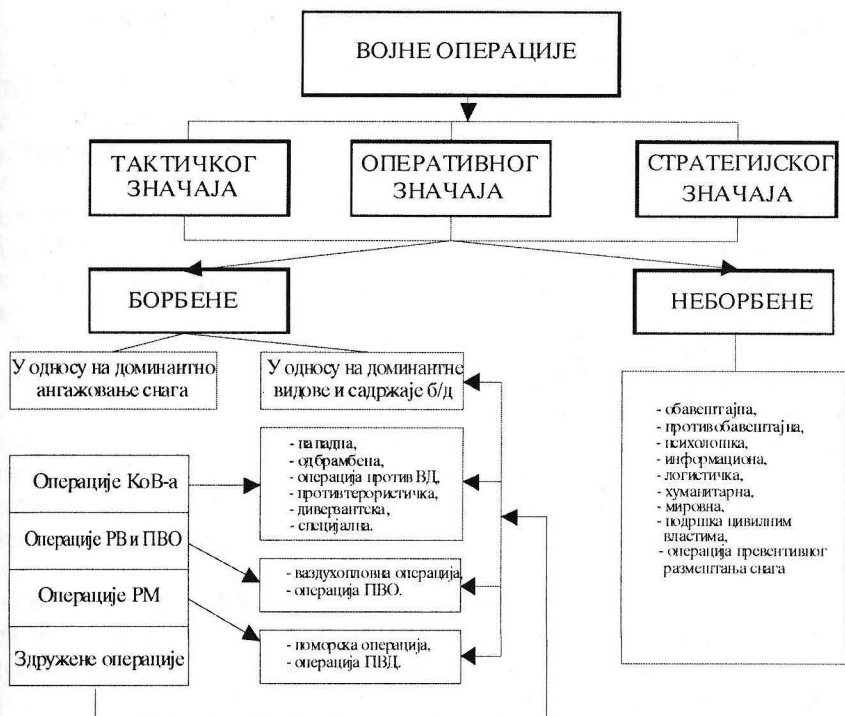 ВОЈНЕ ОПЕРАЦИЈЕ
ТАКТИЧКОГ
ЗНАЧАЈА
ОПЕРАТИВНОГ
ЗНАЧАЈА
СТРАТЕГИЈСКОГ
ЗНАЧАЈА
БОРБЕНЕ
НЕБОРБЕНЕ
У односу на доминантно
ангажовање снага
У односу на доминантне
видове и садржаје б/д
Операције КоВ-а
Операције РВ и ПВО
Операције РМ
Здружене операције
- нападна,
- одбрамбена,
- операција против ВД,
- противтерористичка,
- диверзантска,
- специјална.
- ваздухопловна операција,
- операција ПВО.
- поморска операција,
- операција ПВД.
- обавештајна,
- противобавештајна,
- психолошка,
- информациона,
- логистичка,
- хуманитарна,
- мировна,
- подршка цивилним
властима,
- операција превентивног
размештања снага